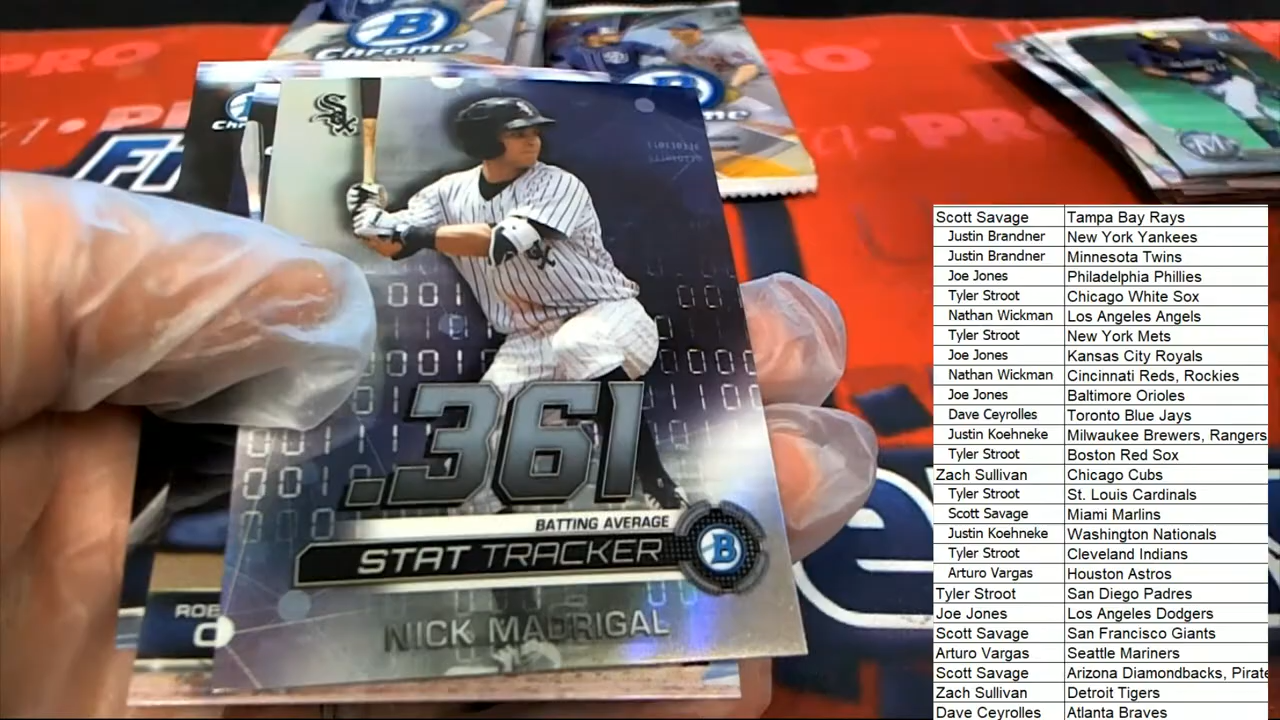 Chrome
PRO
Sox
.361
BATTING AVERAGE
STAT TRACKER
B
NICK MADRIGAL
M
Scott Savage Tampa Bay Rays
Justin Brandner New York Yankees
Justin Brandner Minnesota Twins
Joe Jones Philadelphia Phillies
Tyler Stroot Chicago White Sox
Nathan Wickman Los Angeles Angels
Tyler Stroot New York Mets
Joe Jones Kansas City Royals
Nathan Wickman Cincinnati Reds, Rockies
Joe Jones Baltimore Orioles
Dave Ceyrolles Toronto Blue Jays
Justin Koehneke Milwaukee Brewers, Rangers
Tyler Stroot Boston Red Sox
Zach Sullivan Chicago Cubs
Tyler Stroot St. Louis Cardinals
Scott Savage Miami Marlins
Justin Koehneke Washington Nationals
Tyler Stroot Cleveland Indians
Arturo Vargas Houston Astros
Tyler Stroot San Diego Padres
Joe Jones Los Angeles Dodgers
Scott Savage San Francisco Giants
Arturo Vargas Seattle Mariners
Scott Savage Arizona Diamondbacks, Pirate
Zach Sullivan Detroit Tigers
Dave Ceyrolles Atlanta Braves